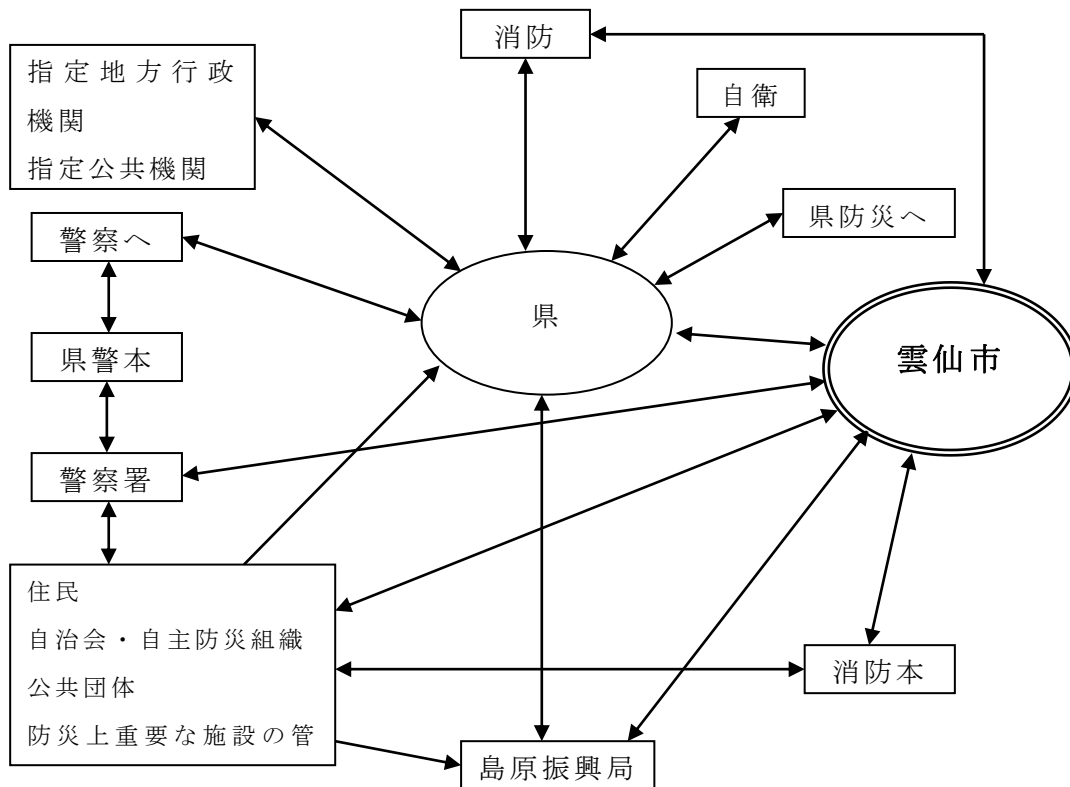 消防
自衛
指定地方行政
機関
指定公共機関
県防災へ
警察へ
県
雲仙市
県警本
警察署
住民
自治会・自主防災組織
公共団体
防災上重要な施設の管
消防本
島原振興局